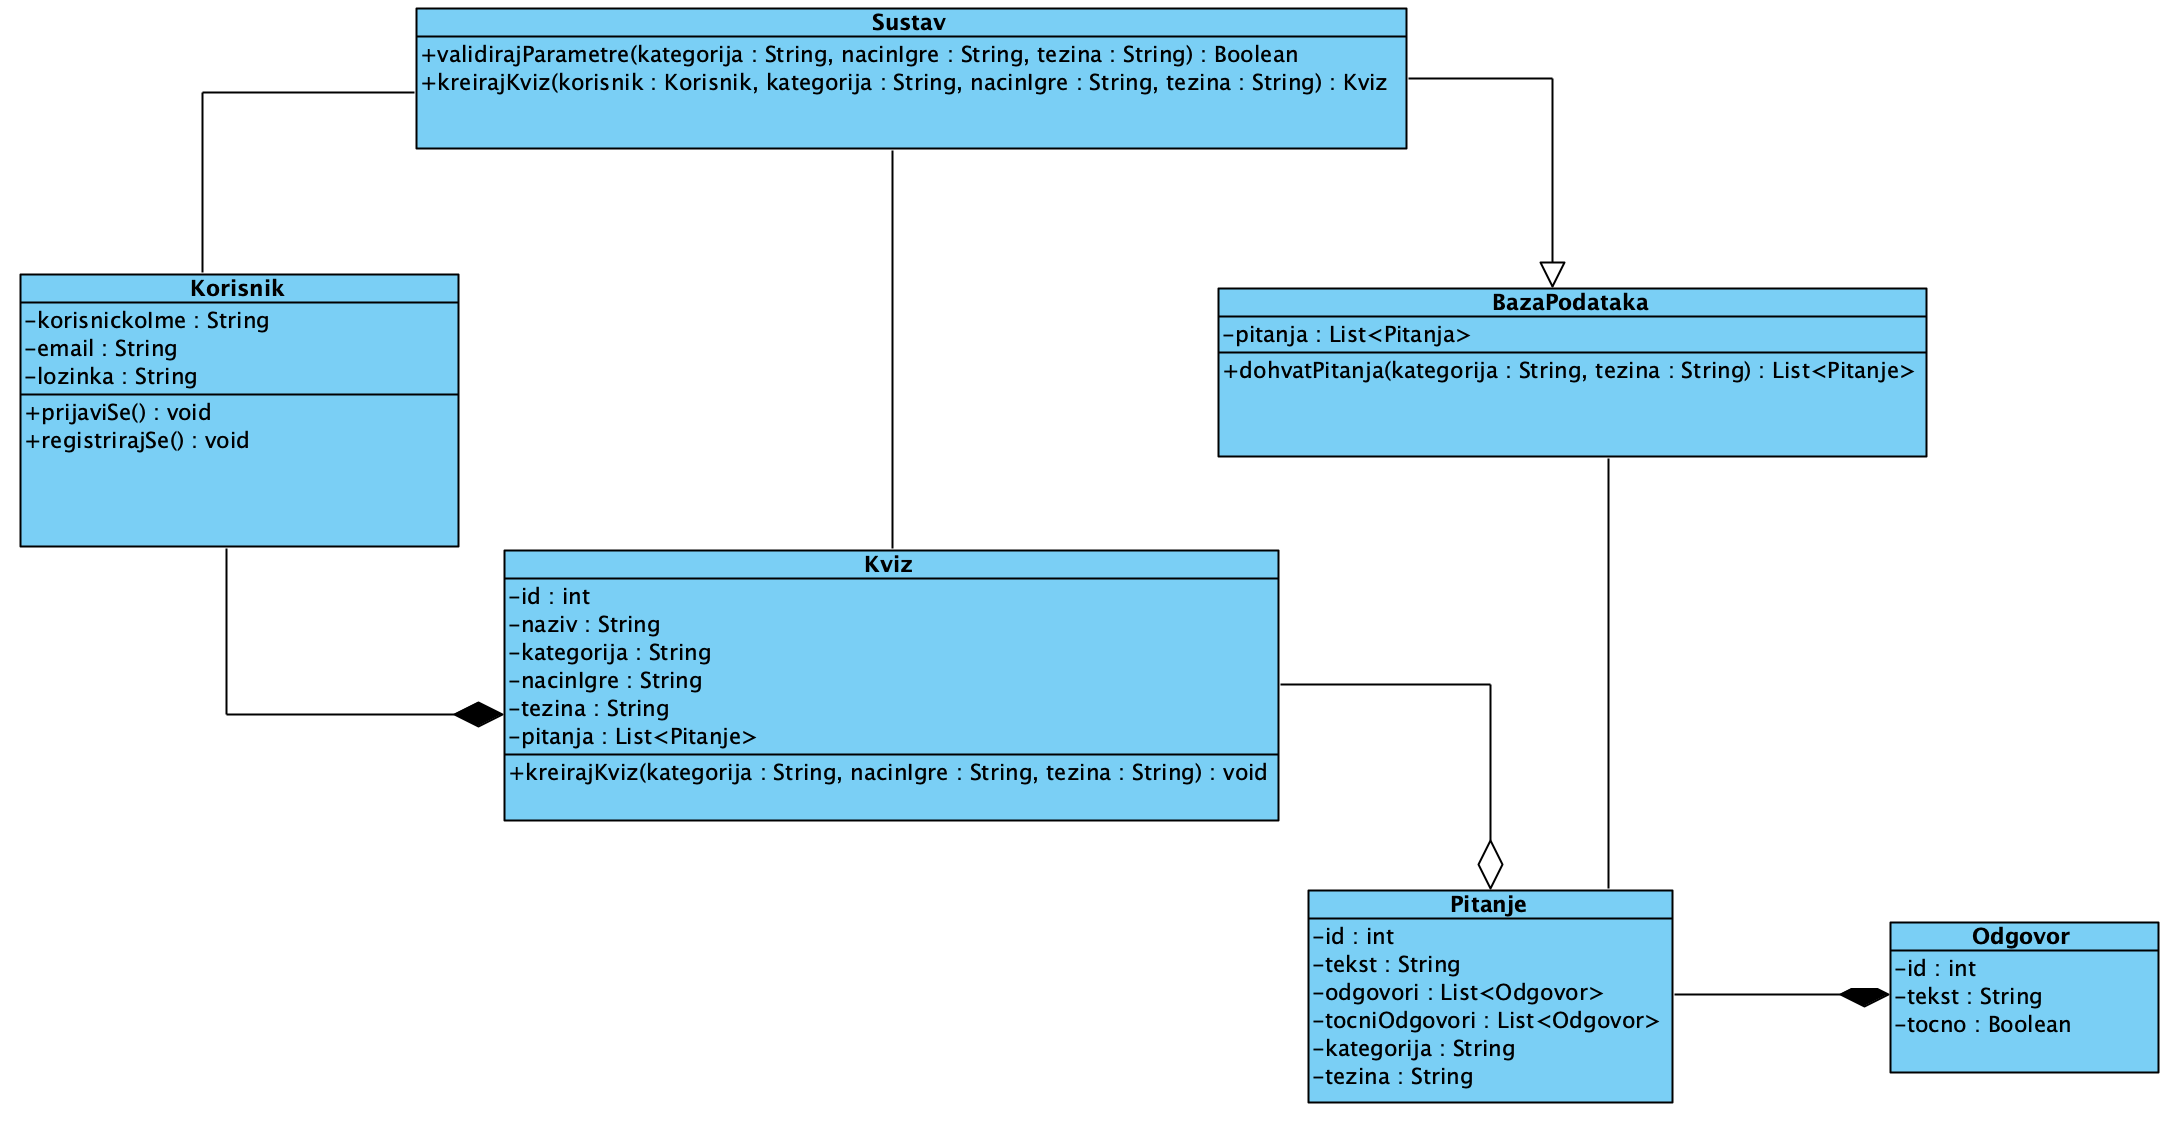 Sustav
+validirajParametre(kategorija : String, nacinIgre : String, tezina : String) : Boolean
+kreirajKviz(korisnik : Korisnik, kategorija : String, nacinIgre : String, tezina : String) : Kviz
Korisnik
-korisnickoIme : String
-email : String
-lozinka : String
+prijaviSe() : void
+registrirajSe() : void
BazaPodataka
-pitanja : List<Pitanja>
+dohvatPitanja(kategorija : String, tezina : String) : List<Pitanje>
Kviz
-id : int
-naziv : String
-kategorija : String
-nacinIgre : String
-tezina : String
-pitanja : List<Pitanje>
+kreirajKviz(kategorija : String, nacinIgre : String, tezina : String) : void
Pitanje
-id : int
-tekst : String
-odgovori : List<Odgovor>
-tocniOdgovori : List<Odgovor>
-kategorija : String
-tezina : String
Odgovor
-id : int
-tekst : String
-tocno : Boolean